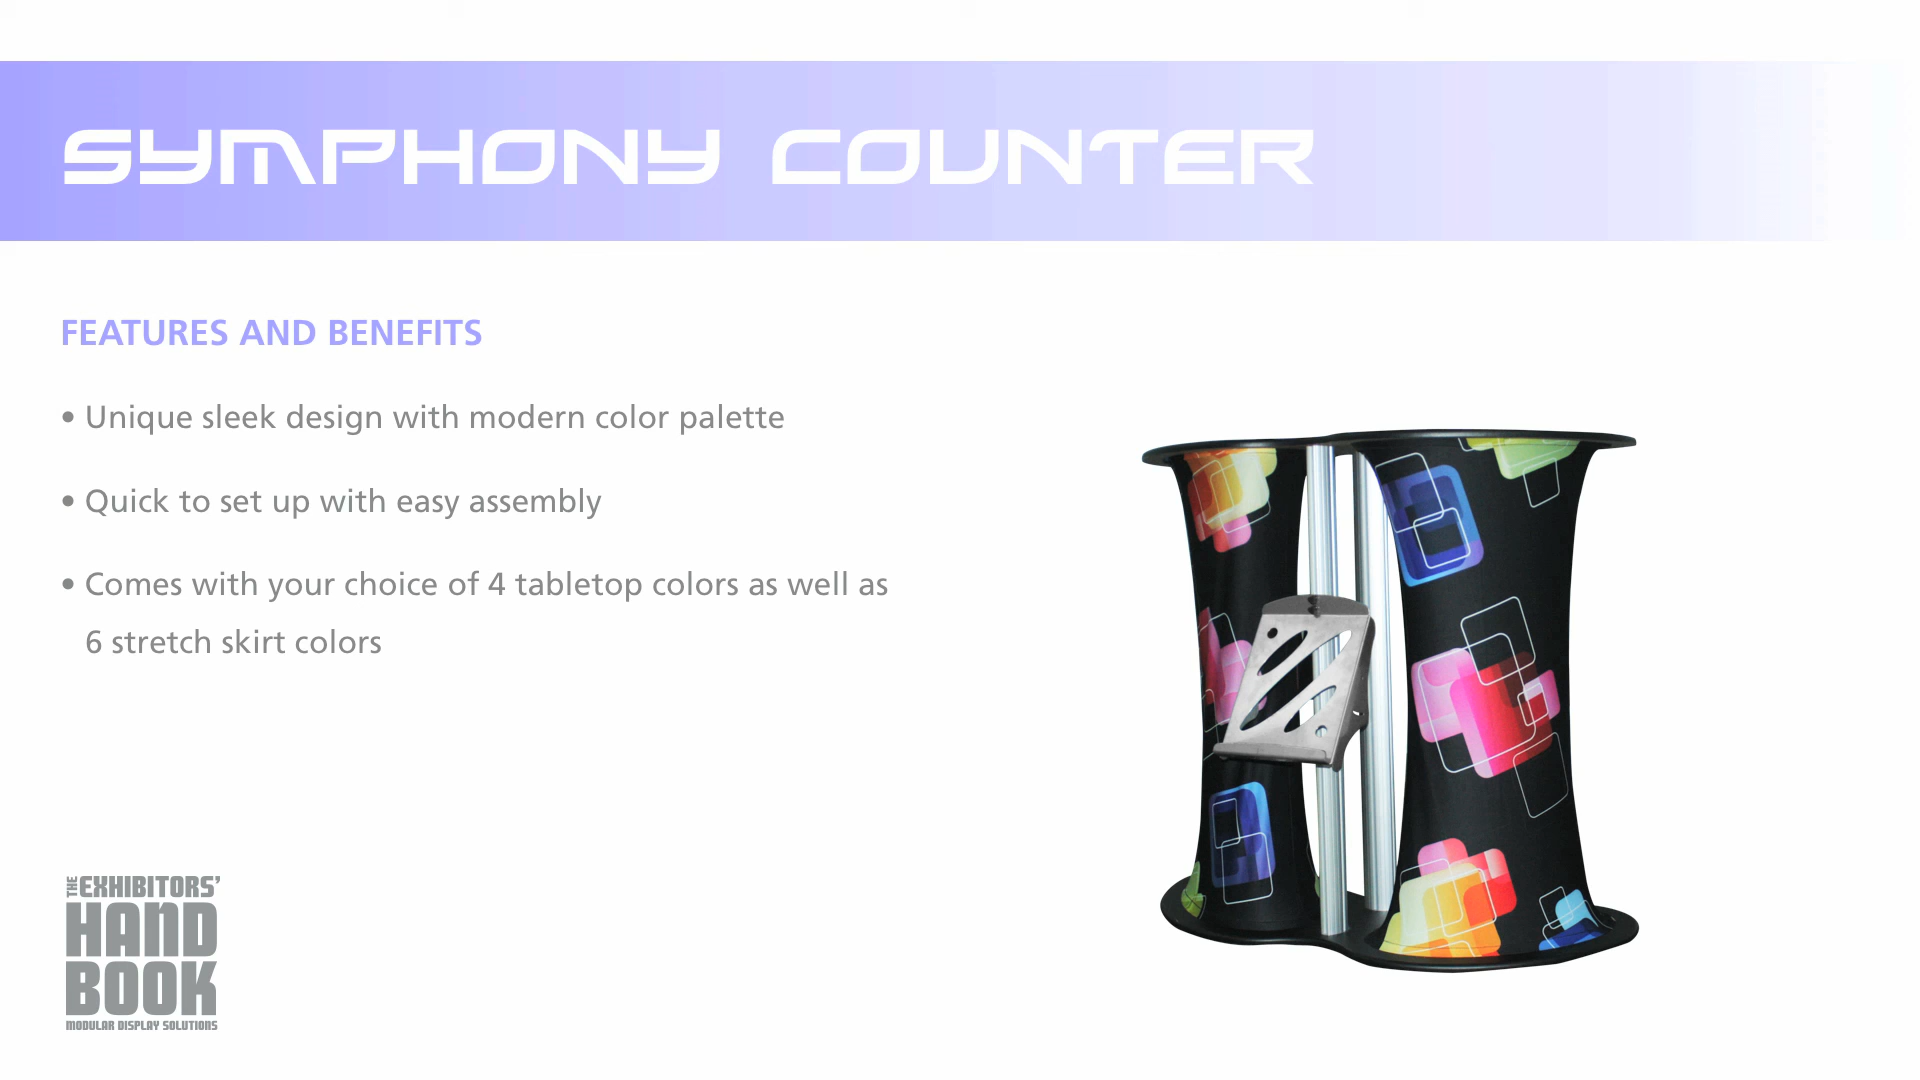 SYMPHONY COUNTER
FEATURES AND BENEFITS
• Unique sleek design with modern color palette
• Quick to set up with easy assembly
• Comes with your choice of 4 tabletop colors as well as
6 stretch skirt colors
THE EXHIBITORS'
HAND
BOOK
MODULAR DISPLAY SOLUTIONS